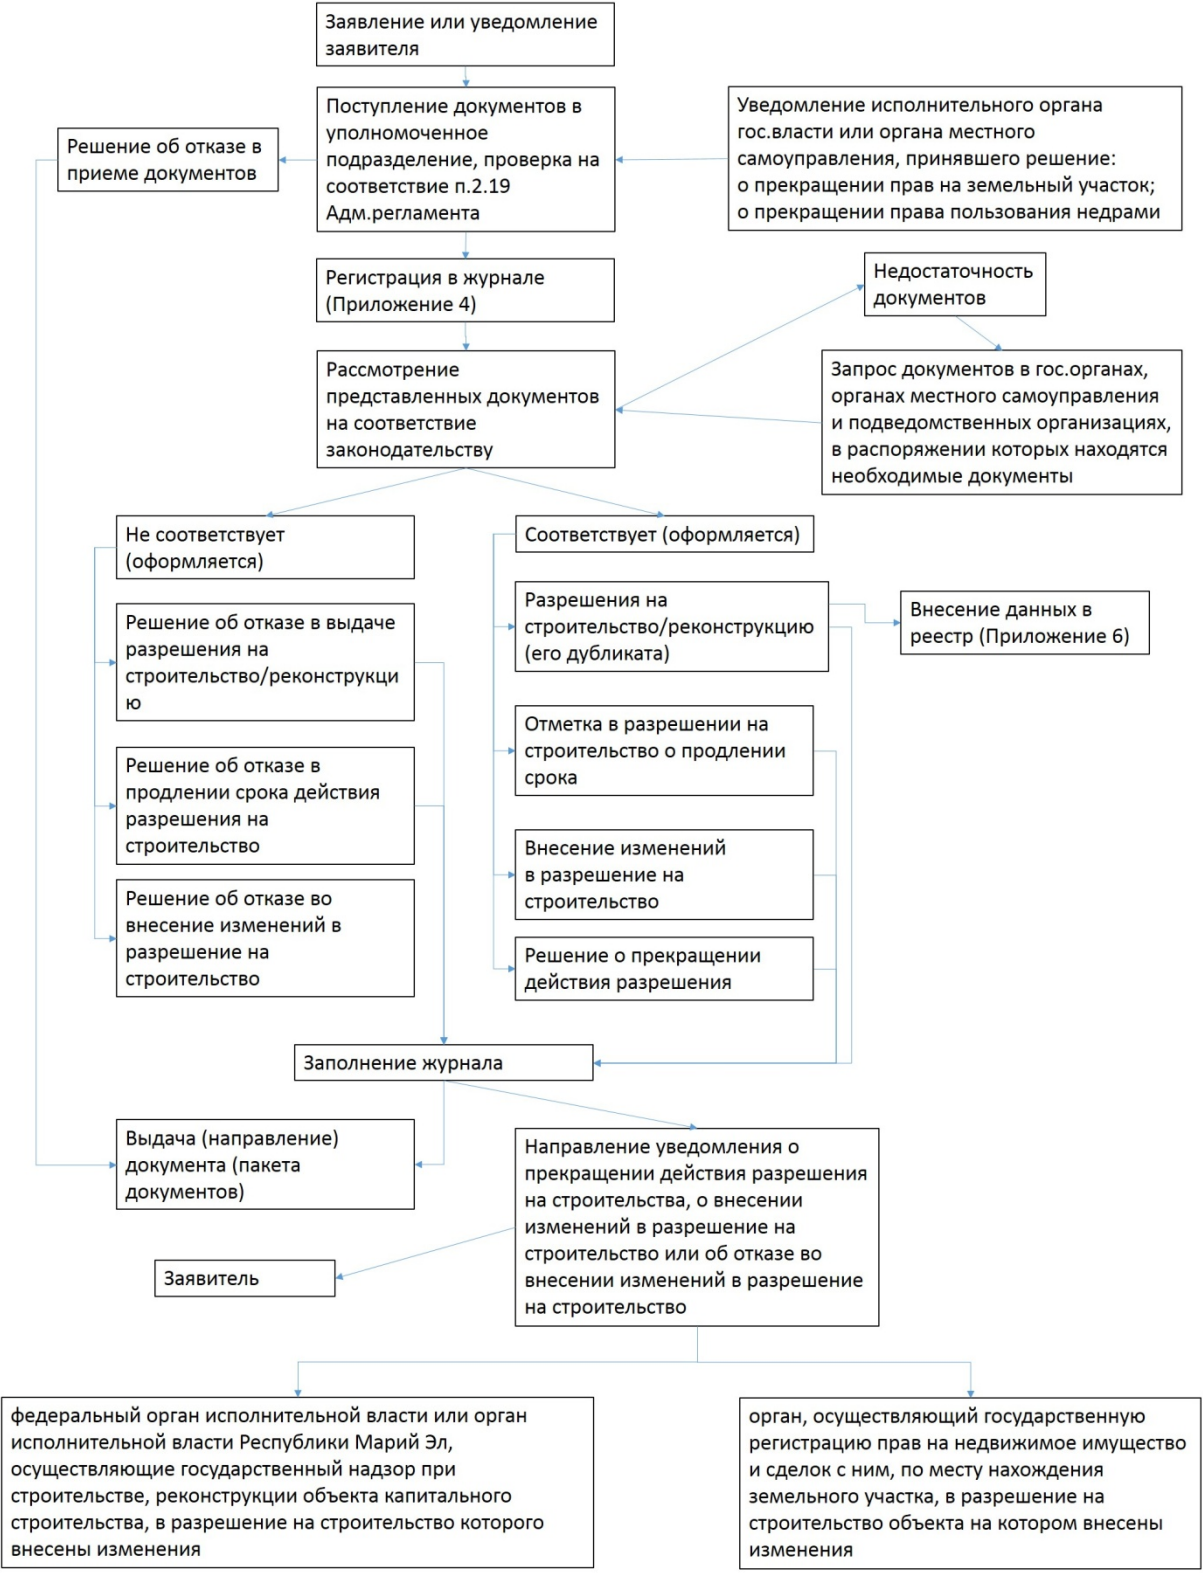 Заявление или уведомление
заявителя
Поступление документов в
уполномоченное
подразделение, проверка на
соответствие п.2.19
Адм.регламента
Уведомление исполнительного органа
гос.власти или органа местного
самоуправления, принявшего решение:
о прекращении прав на земельный участок;
о прекращении права пользования недрами
Решение об отказе в
приеме документов
Регистрация в журнале
(Приложение 4)
Недостаточность
документов
Рассмотрение
представленных документов
на соответствие
законодательству
Запрос документов в гос.органах,
органах местного самоуправления
и подведомственных организациях,
в распоряжении которых находятся
необходимые документы
Не соответствует
(оформляется)
Соответствует (оформляется)
Решение об отказе в выдаче
разрешения на
строительство/реконструкци
ю
Разрешения на
строительство/реконструкцию
(его дубликата)
Внесение данных в
реестр (Приложение 6)
Решение об отказе в
продлении срока действия
разрешения на
строительство
Отметка в разрешении на
строительство о продлении
срока
Решение об отказе во
внесение изменений в
разрешение на
строительство
Внесение изменений
в разрешение на
строительство
Решение о прекращении
действия разрешения
Заполнение журнала
Выдача (направление)
документа (пакета
документов)
Направление уведомления о
прекращении действия разрешения
на строительства, о внесении
изменений в разрешение на
строительство или об отказе во
внесении изменений в разрешение
на строительство
Заявитель
федеральный орган исполнительной власти или орган
исполнительной власти Республики Марий Эл,
осуществляющие государственный надзор при
строительстве, реконструкции объекта капитального
строительства, в разрешение на строительство которого
внесены изменения
орган, осуществляющий государственную
регистрацию прав на недвижимое имущество
и сделок с ним, по месту нахождения
земельного участка, в разрешение на
строительство объекта на котором внесены
изменения